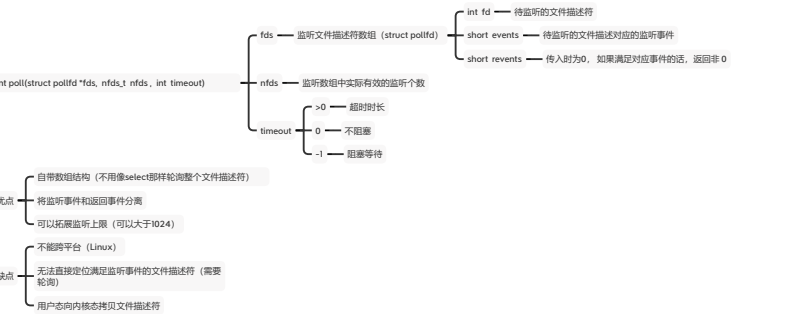 int fd
待监听的文件描述符
fds
监听文件描述符数组（struct pollfd）
short events
待监听的文件描述对应的监听事件
short revents
传入时为0， 如果满足对应事件的话，返回非 0
nt poll(struct pollfd *fds, nfds_t nfds , int timeout)
nfds
监听数组中实际有效的监听个数
>0
超时时长
timeout
0
不阻塞
-1
阻塞等待
自带数组结构（不用像select那样轮询整个文件描述符）
优点
将监听事件和返回事件分离
可以拓展监听上限（可以大于1024）
不能跨平台（Linux）
缺点
无法直接定位满足监听事件的文件描述符（需要
轮询）
用户态向内核态拷贝文件描述符